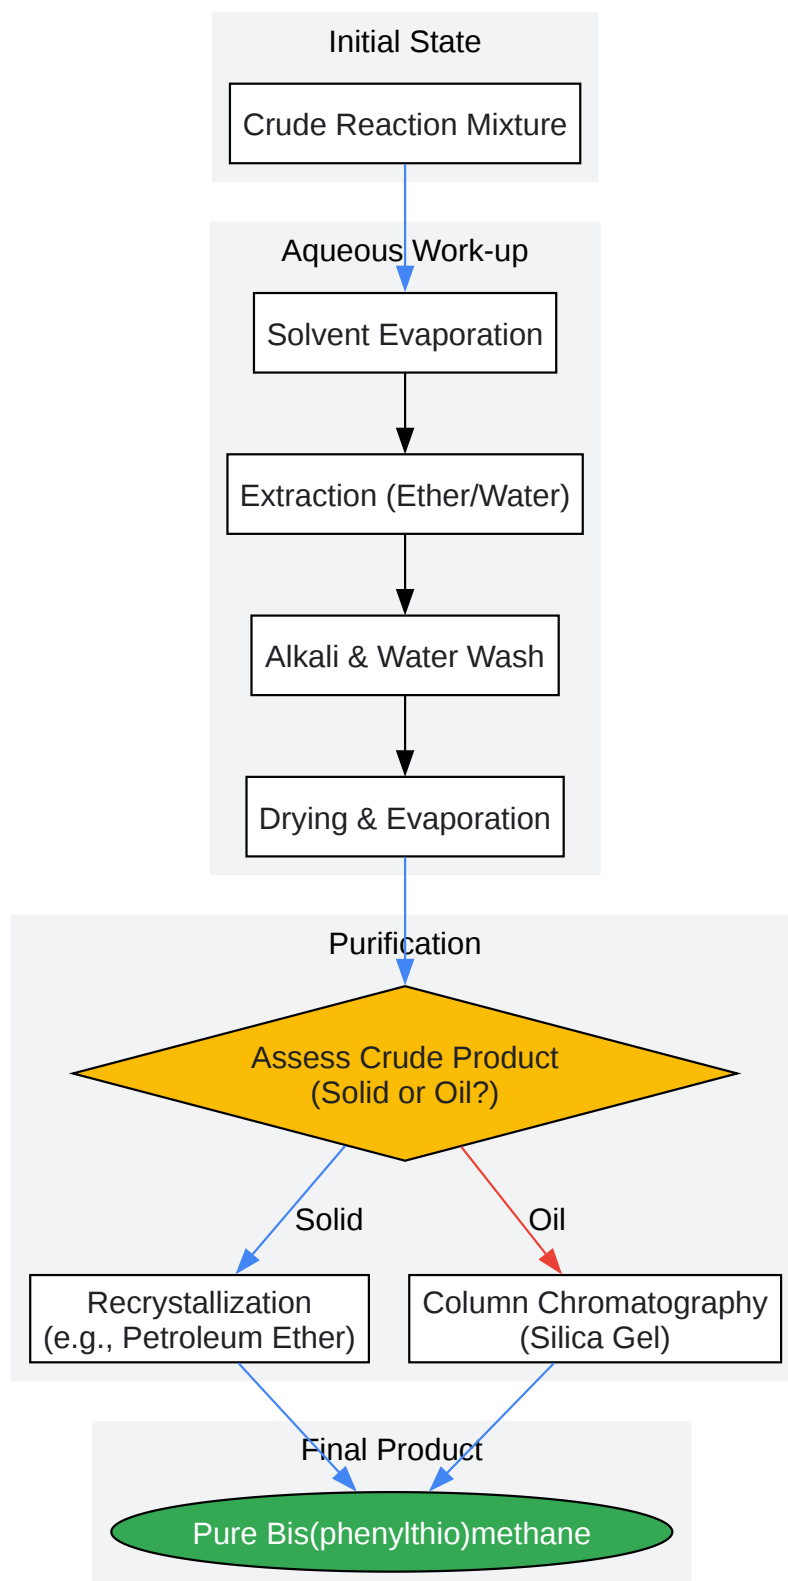 Initial State
Crude Reaction Mixture
Aqueous Work-up
Solvent Evaporation
Extraction (Ether/Water)
Alkali & Water Wash
Drying & Evaporation
Purification
Assess Crude Product
(Solid or Oil?)
Solid
Oil
Recrystallization
(e.g., Petroleum Ether)
Column Chromatography
(Silica Gel)
Final Product
Pure Bis(phenylthio)methane